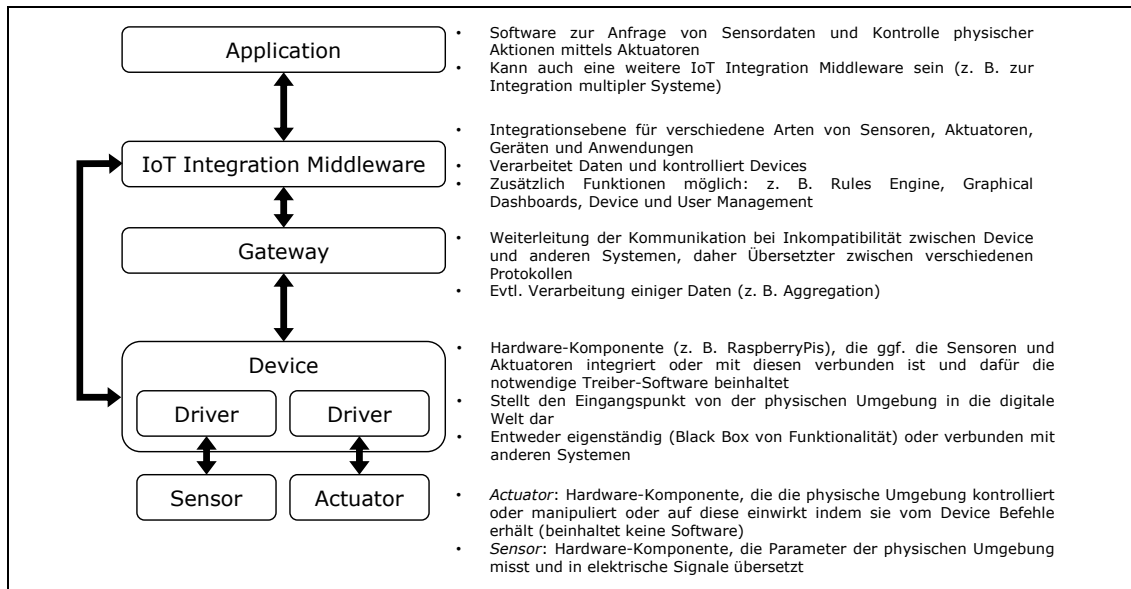 Application
• Software zur Anfrage von Sensordaten und Kontrolle physischer
Aktionen mittels Aktuatoren
• Kann auch eine weitere IoT Integration Middleware sein (z. B. zur
Integration multipler Systeme)
IoT Integration Middleware
• Integrationsebene für verschiedene Arten von Sensoren, Aktuatoren,
Geräten und Anwendungen
• Verarbeitet Daten und kontrolliert Devices
• Zusätzlich Funktionen möglich: z. B. Rules Engine, Graphical
Dashboards, Device und User Management
Gateway
• Weiterleitung der Kommunikation bei Inkompatibilität zwischen Device
und anderen Systemen, daher Übersetzter zwischen verschiedenen
Protokollen
• Evtl. Verarbeitung einiger Daten (z. B. Aggregation)
Device
Driver
Driver
• Hardware-Komponente (z. B. RaspberryPis), die ggf. die Sensoren und
Aktuatoren integriert oder mit diesen verbunden ist und dafür die
notwendige Treiber-Software beinhaltet
• Stellt den Eingangspunkt von der physischen Umgebung in die digitale
Welt dar
• Entweder eigenständig (Black Box von Funktionalität) oder verbunden mit
anderen Systemen
Sensor
Actuator
• Actuator: Hardware-Komponente, die die physische Umgebung kontrolliert
oder manipuliert oder auf diese einwirkt indem sie vom Device Befehle
erhält (beinhaltet keine Software)
• Sensor: Hardware-Komponente, die Parameter der physischen Umgebung
misst und in elektrische Signale übersetzt